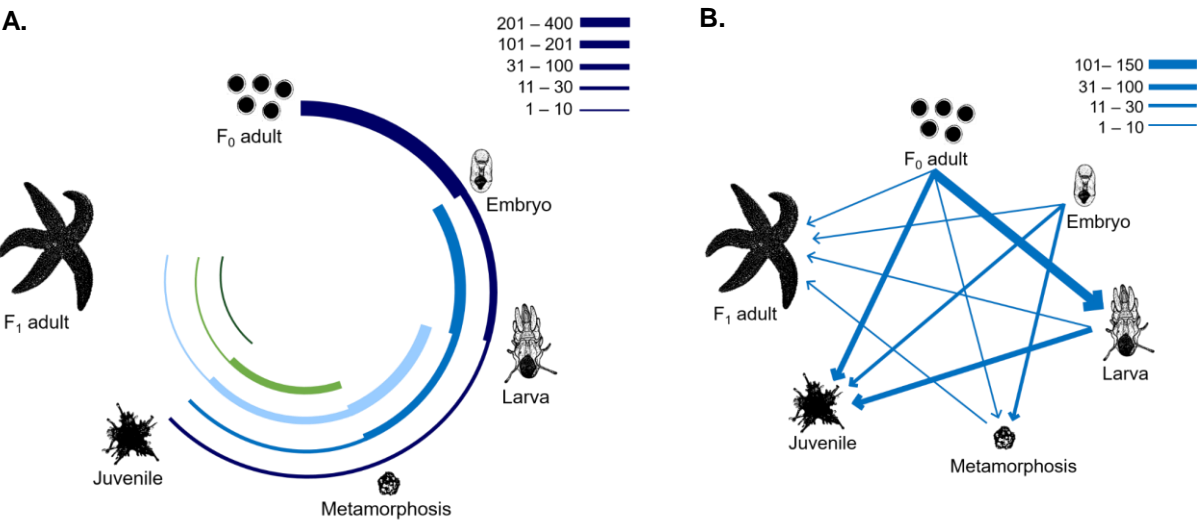 A.
201 – 400
101 – 201
31 – 100
11 – 30
1 – 10
F0 adult
Embryo
Larva
Metamorphosis
Juvenile
F1 adult
B.
101– 150
31 – 100
11 – 30
1 – 10
F0 adult
Embryo
Larva
Metamorphosis
Juvenile
F1 adult